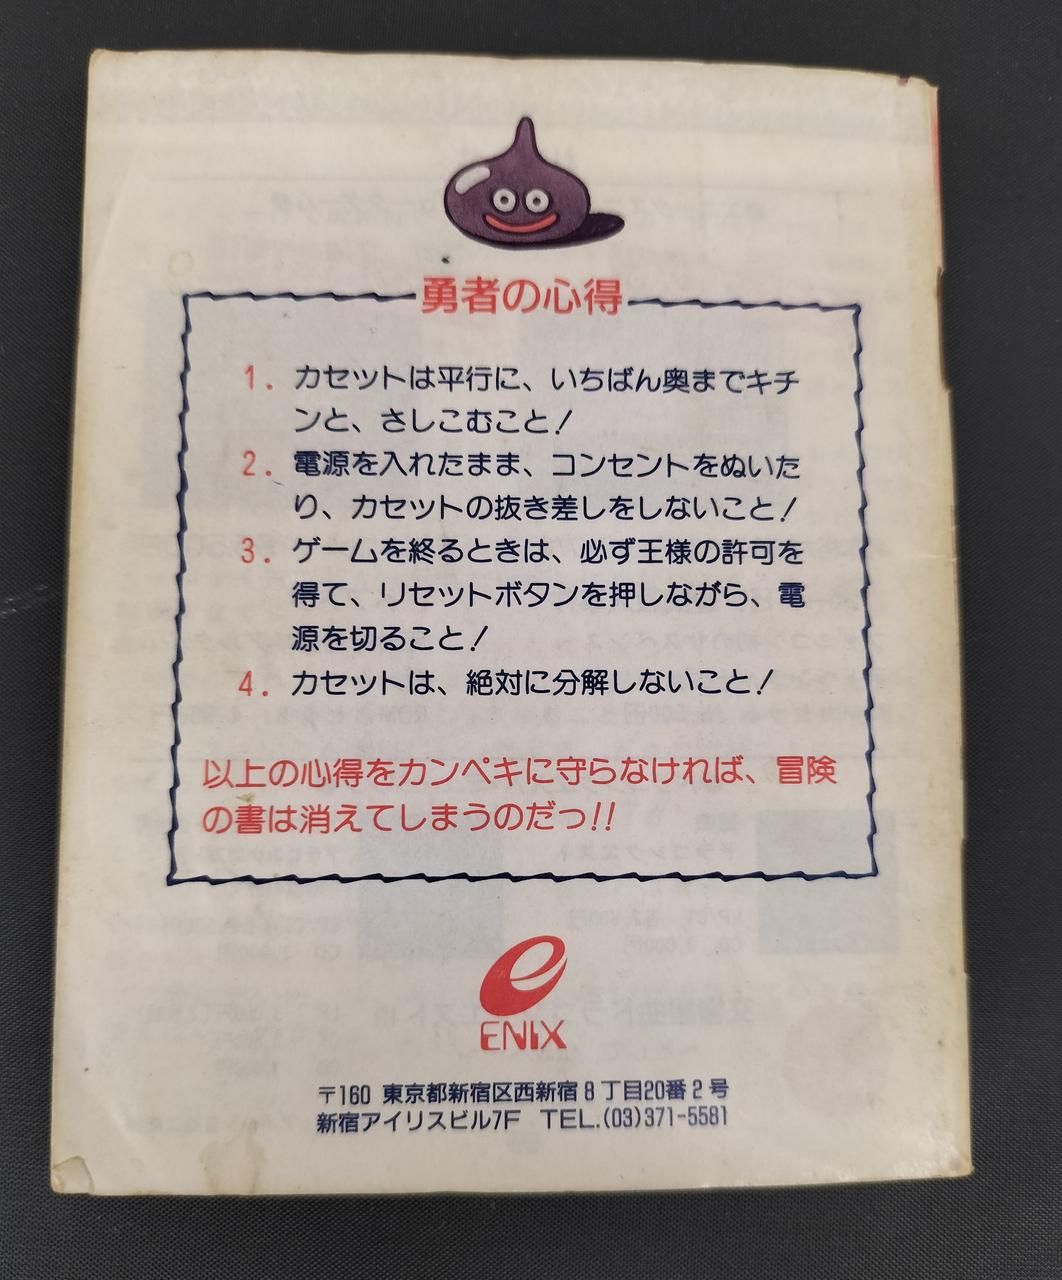 勇者の心得
1. カセットは平行に、いちばん奥までキチ
ンと、さしこむこと!
2. 電源を入れたまま、コンセントをぬいた
り、カセットの抜き差しをしないこと!
3. ゲームを終るときは、必ず王様の許可を
得て、リセットボタンを押しながら、電
源を切ること!
4. カセットは、絶対に分解しないこと!
以上の心得をカンペキに守らなければ、冒険
の書は消えてしまうのだっ!!
ENIX
〒160 東京都新宿区西新宿8丁目20番2号
新宿アイリスビル7F TEL.(03)371-5581